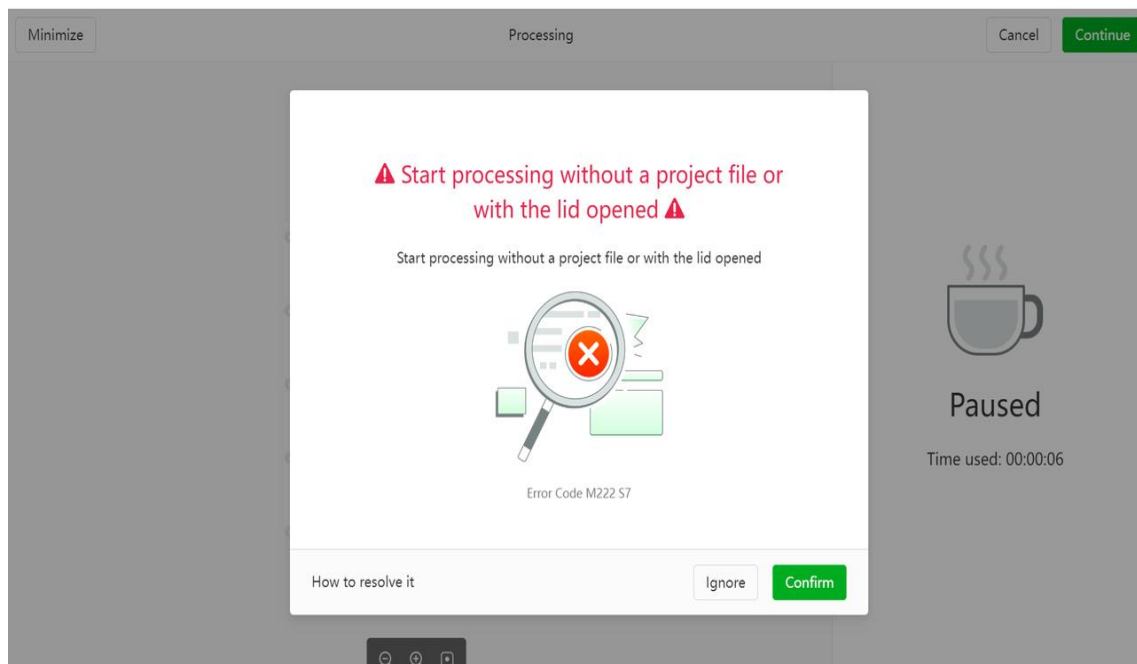 Minimize
Processing
Cancel
Continue
Start processing without a project file or
with the lid opened
Start processing without a project file or with the lid opened
Error Code M222 S7
Paused
Time used: 00:00:06
How to resolve it
Ignore
Confirm